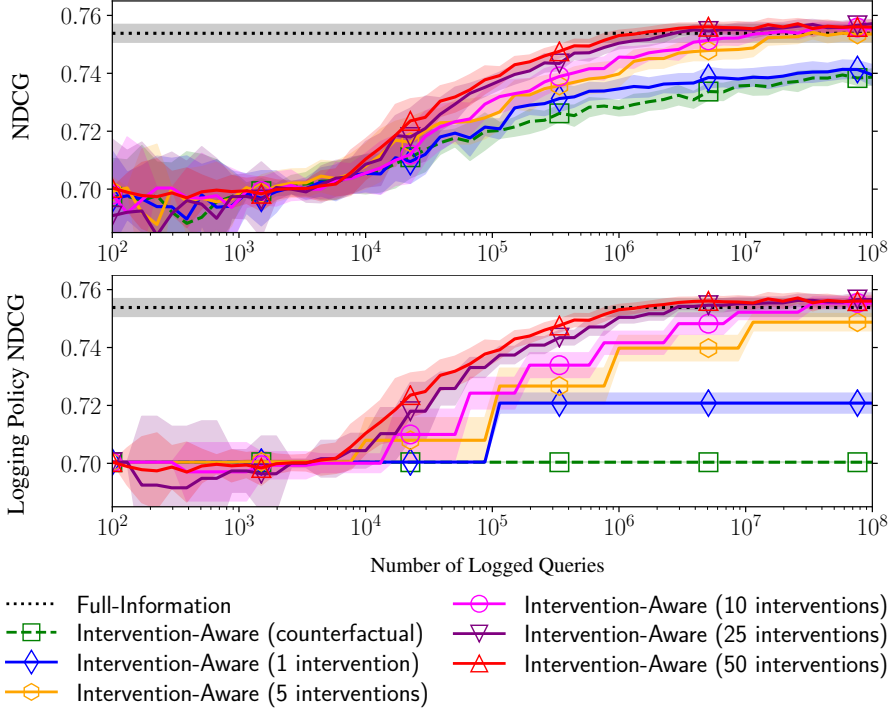 0.76
0.74
0.72
0.70
NDCG
10^2 10^3 10^4 10^5 10^6 10^7 10^8
0.76
0.74
0.72
0.70
Logging Policy NDCG
10^2 10^3 10^4 10^5 10^6 10^7 10^8
Number of Logged Queries
Full-Information
Intervention-Aware (counterfactual)
Intervention-Aware (1 intervention)
Intervention-Aware (5 interventions)
Intervention-Aware (10 interventions)
Intervention-Aware (25 interventions)
Intervention-Aware (50 interventions)